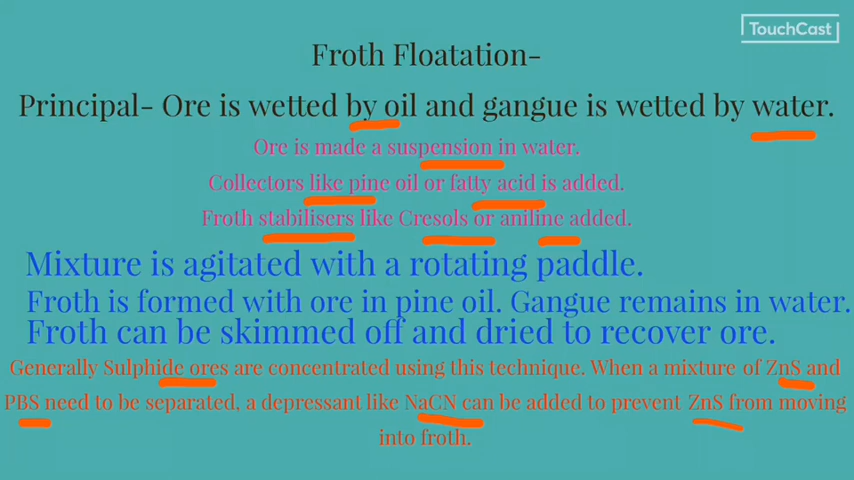 TouchCast
Froth Floatation-
Principal- Ore is wetted by oil and gangue is wetted by water.
Ore is made a suspension in water.
Collectors like pine oil or fatty acid is added.
Froth stabilisers like Cresols or aniline added.
Mixture is agitated with a rotating paddle.
Froth is formed with ore in pine oil. Gangue remains in water.
Froth can be skimmed off and dried to recover ore.
Generally Sulphide ores are concentrated using this technique. When a mixture of ZnS and
PBS need to be separated, a depressant like NaCN can be added to prevent ZnS from moving
into froth.